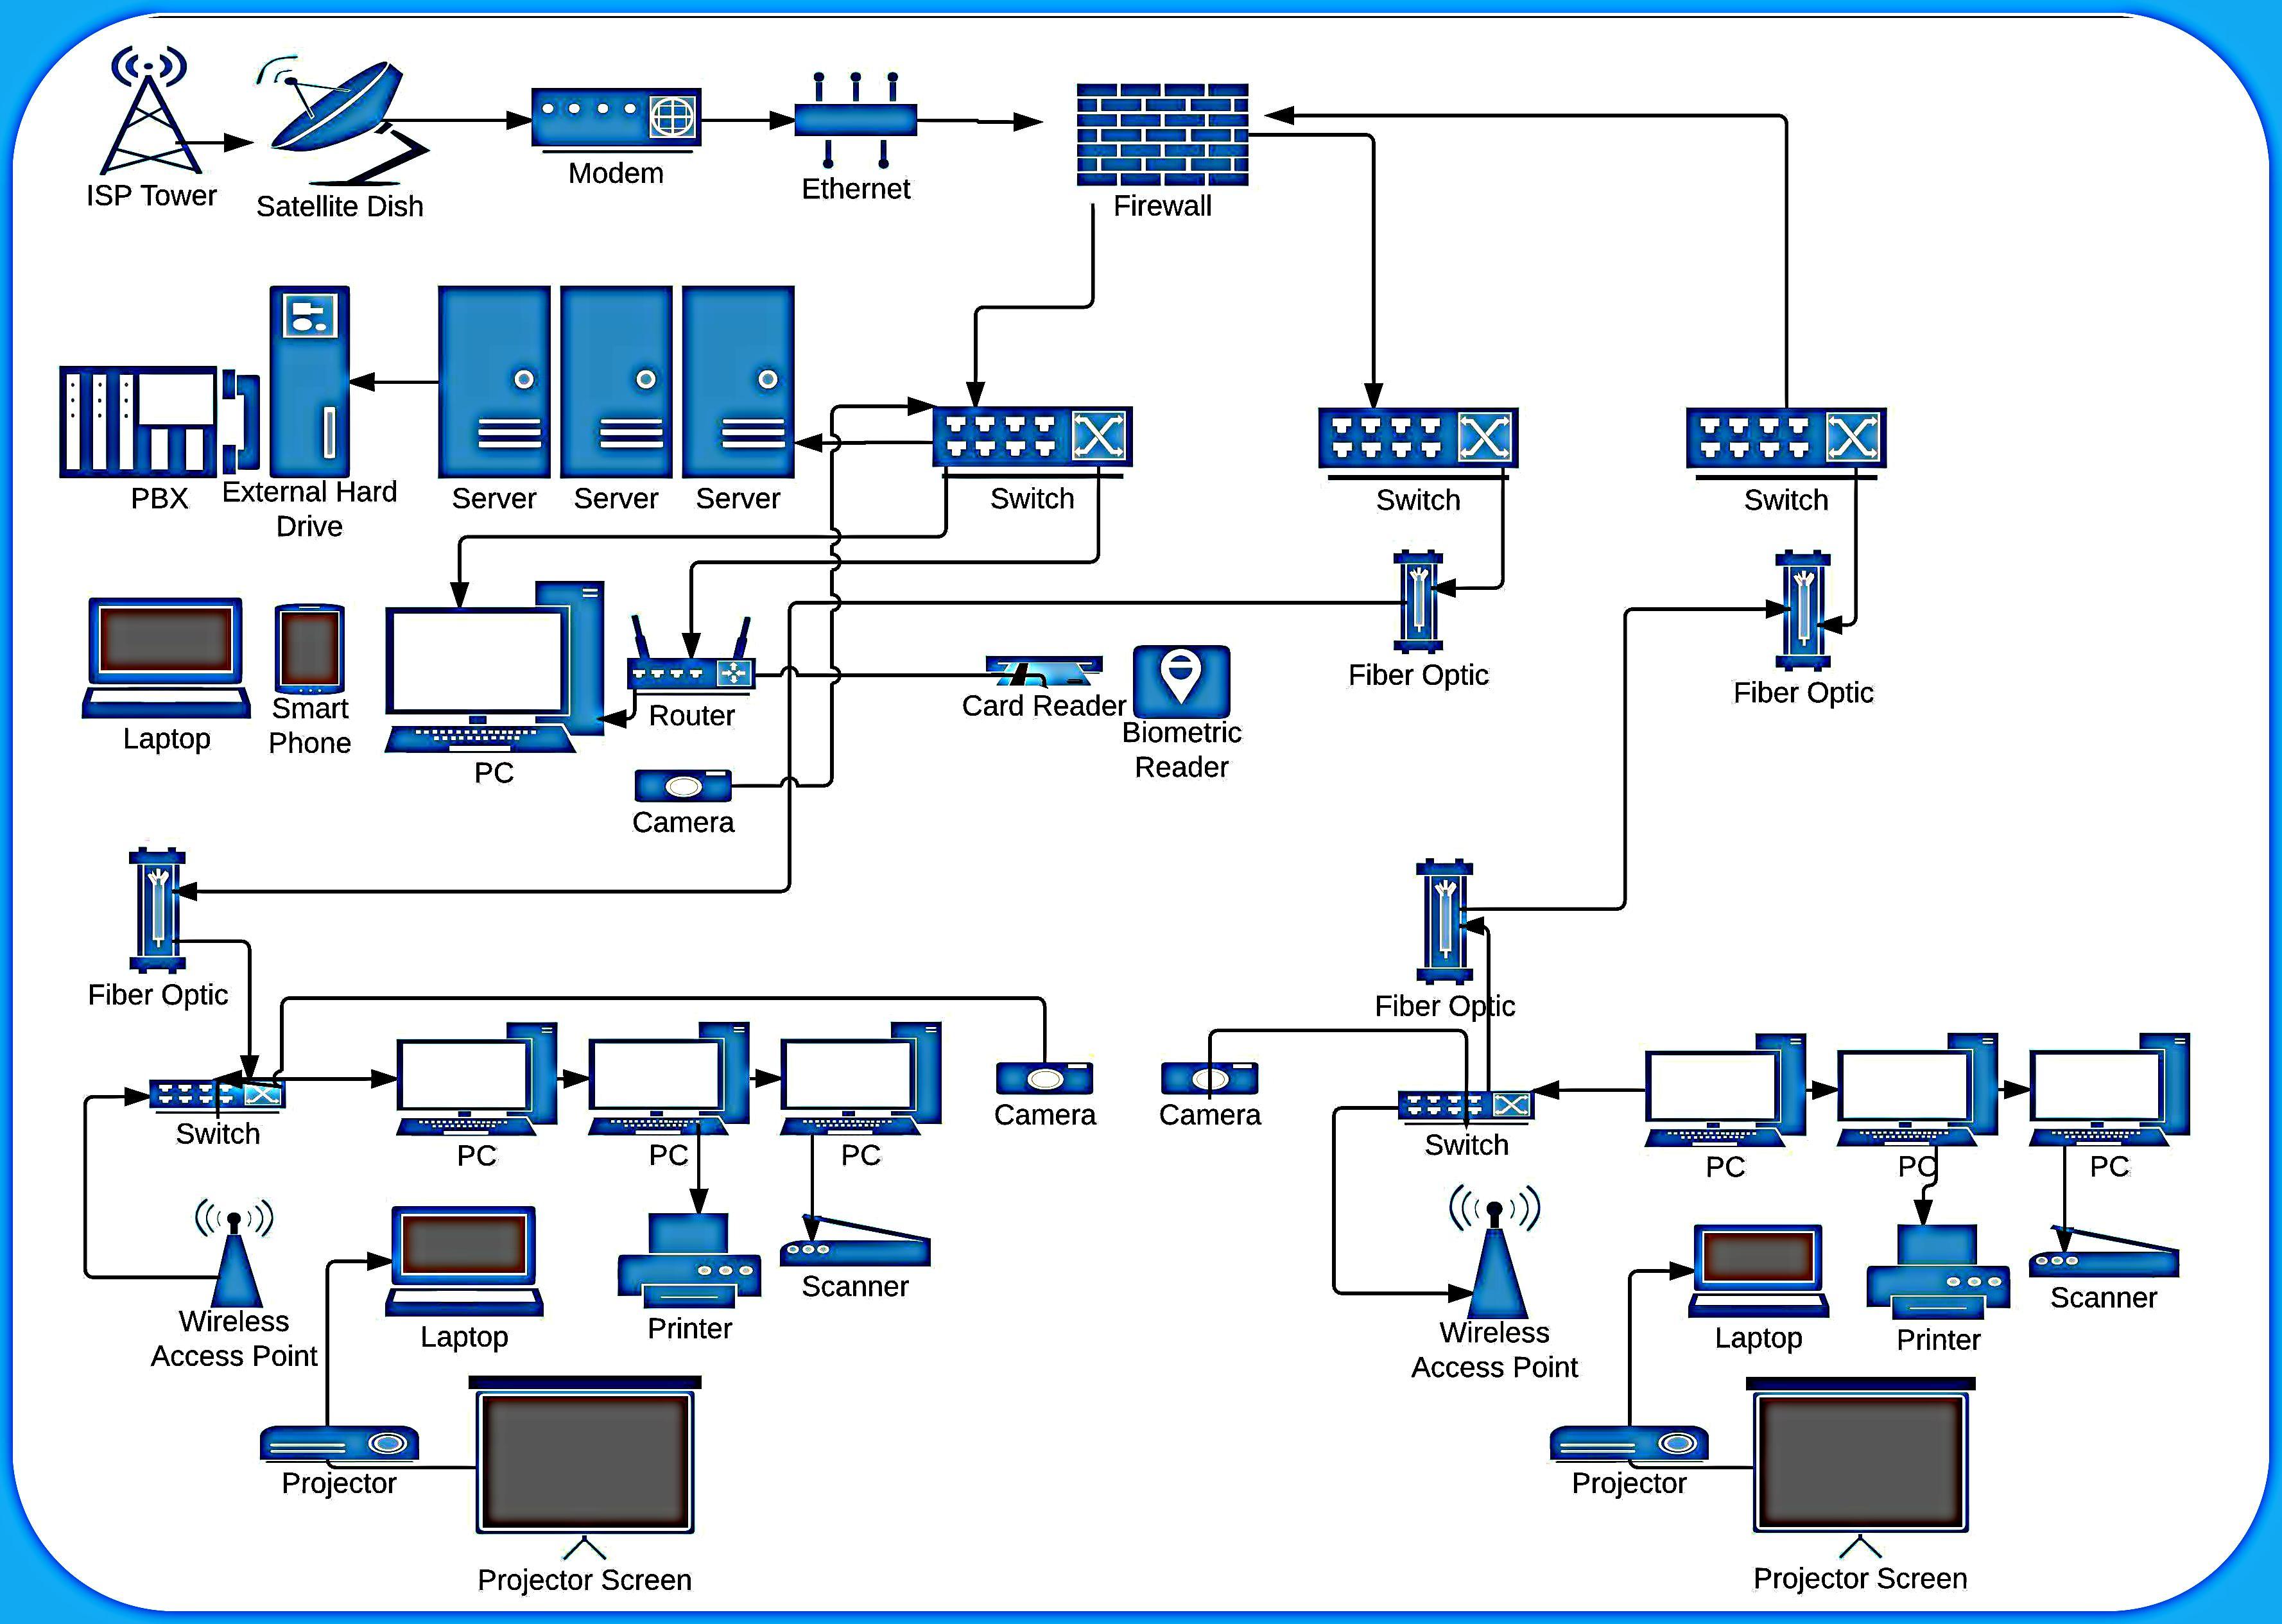 ISP Tower
Satellite Dish
Modem
Ethernet
Firewall
PBX
External Hard
Drive
Server
Server
Server
Switch
Switch
Switch
Laptop
Smart
Phone
PC
Router
Camera
Card Reader
Biometric
Reader
Fiber Optic
Fiber Optic
Fiber Optic
Fiber Optic
Switch
PC
PC
PC
Camera
Camera
Switch
PC
PC
PC
Wireless
Access Point
Laptop
Printer
Scanner
Wireless
Access Point
Laptop
Printer
Scanner
Projector
Projector Screen
Projector
Projector Screen